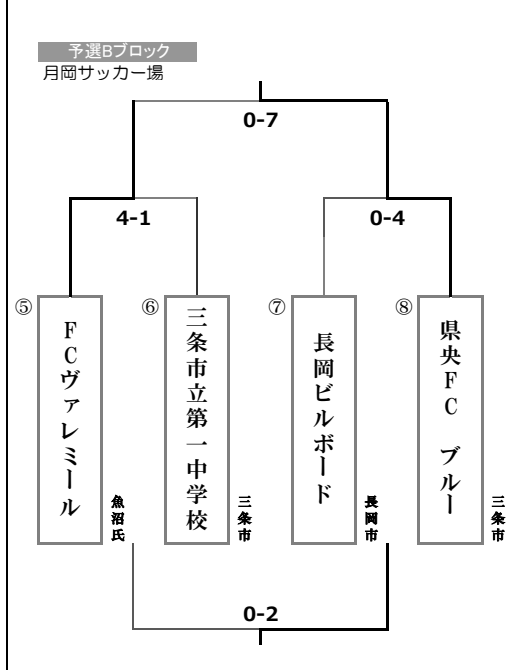 予選Bブロック
月岡サッカー場
0-7
4-1
0-4
⑤
FCヴァレミール
魚沼氏
⑥
三条市立第一中学校
三条市
⑦
長岡ビルボード
長岡市
⑧
県央FC ブルー
三条市
0-2